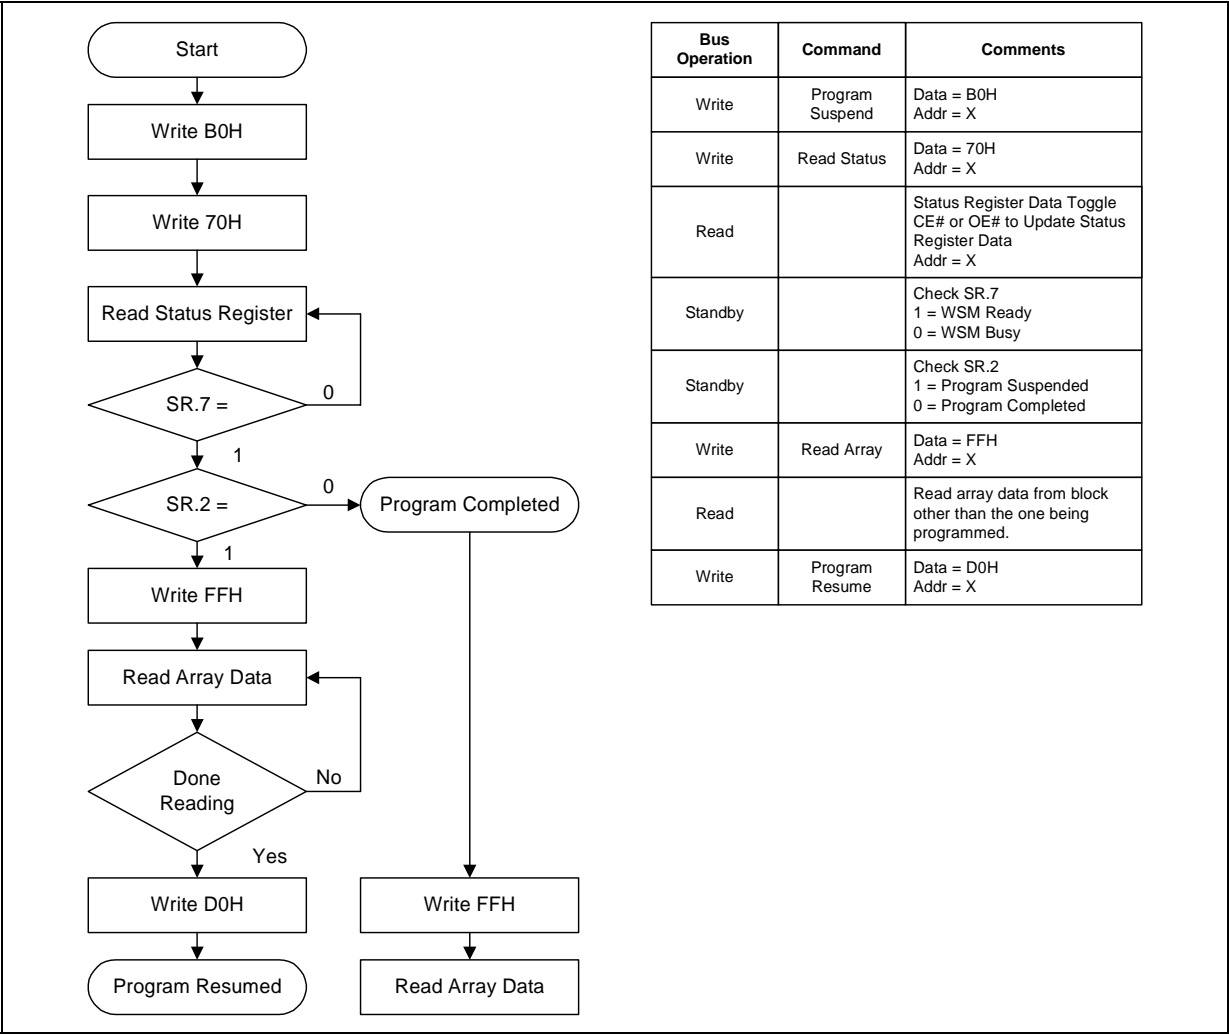 Start
Write B0H
Write 70H
Read Status Register
SR.7 =
0
1
SR.2 =
0
Program Completed
1
Write FFH
Read Array Data
Done
Reading
No
Yes
Write D0H
Write FFH
Program Resumed
Read Array Data
Bus
Operation
Command
Comments
Write
Program
Suspend
Data = B0H
Addr = X
Write
Read Status
Data = 70H
Addr = X
Read
Status Register Data Toggle
CE# or OE# to Update Status
Register Data
Addr = X
Standby
Check SR.7
1 = WSM Ready
0 = WSM Busy
Standby
Check SR.2
1 = Program Suspended
0 = Program Completed
Write
Read Array
Data = FFH
Addr = X
Read
Read array data from block
other than the one being
programmed.
Write
Program
Resume
Data = D0H
Addr = X